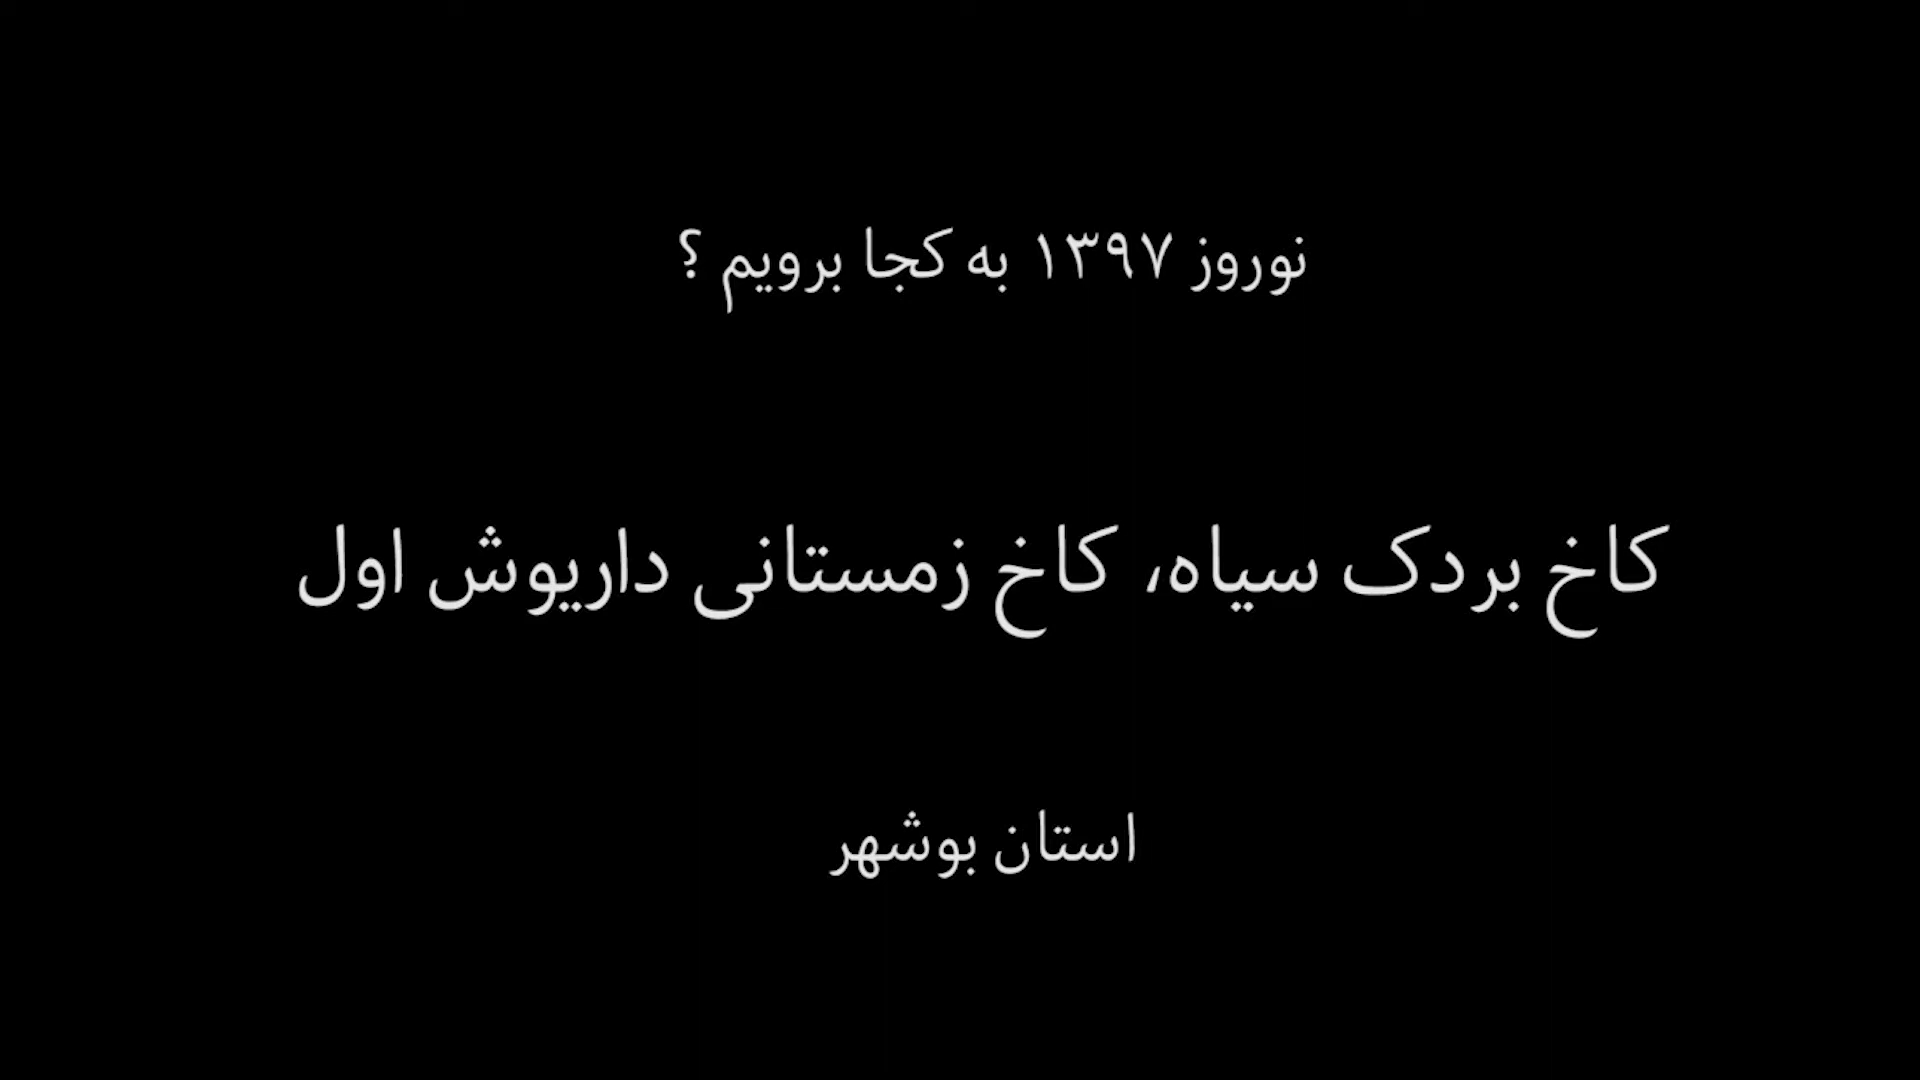 نوروز ۱۳۹۷ به کجا برویم ؟
کاخ بردک سیاه، کاخ زمستانی داریوش اول
استان بوشهر